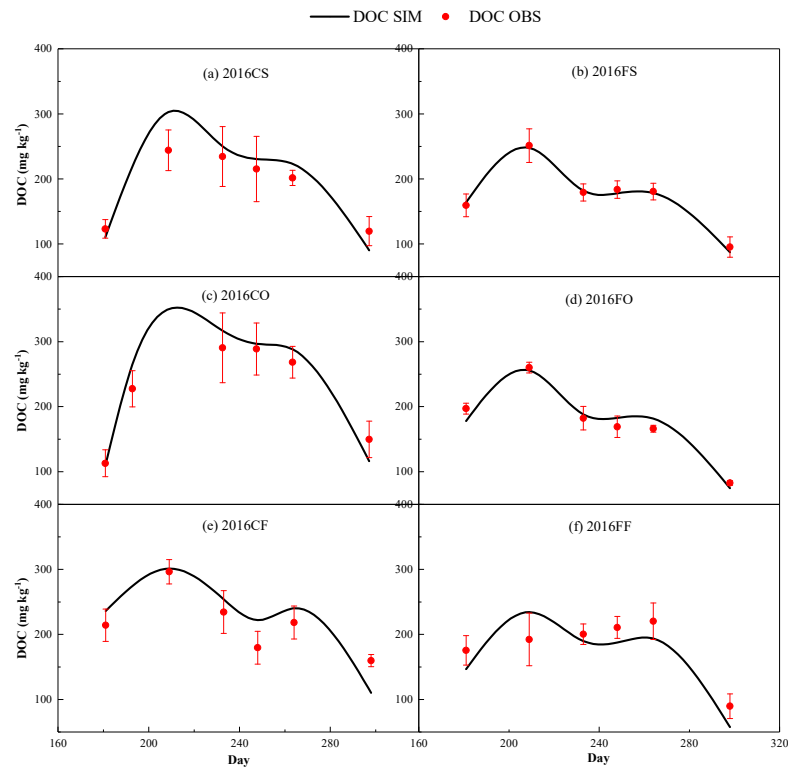 DOC SIM DOC OBS
(a) 2016CS (b) 2016FS
400 400
300 300
200 200
100 100
DOC (mg kg-1)
(c) 2016CO (d) 2016FO
400 400
300 300
200 200
100 100
DOC (mg kg-1)
(e) 2016CF (f) 2016FF
400 400
300 300
200 200
100 100
DOC (mg kg-1)
160 200 240 280 160 200 240 280 320
Day Day